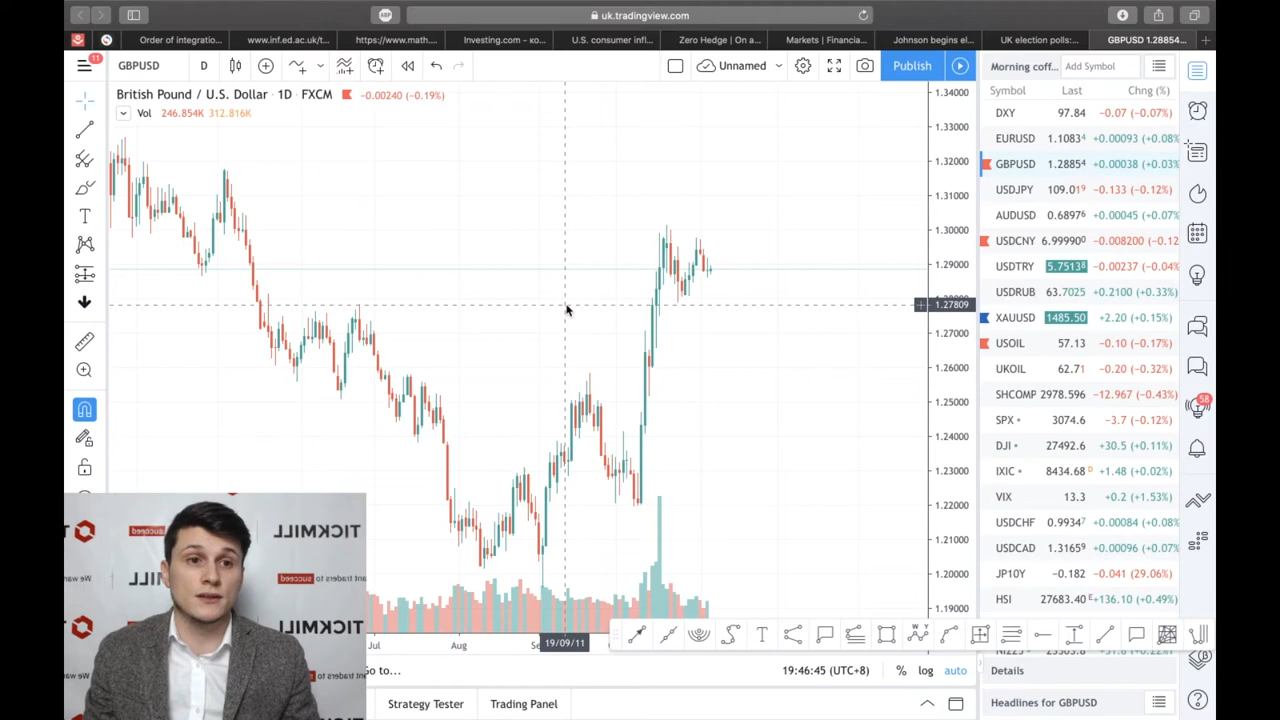 uk.tradingview.com
ABP
Order of integratio...
www.inf.ed.ac.uk/t...
https://www.math...
Investing.com - ко...
U.S. consumer infl...
Zero Hedge | On a...
Markets | Financia...
Johnson begins el...
UK election polls:...
GBPUSD 1.28854...
11
GBPUSD
D
Unnamed
Publish
Morning coff...
Add Symbol
British Pound / U.S. Dollar · 1D · FXCM
-0.00240 (-0.19%)
Vol 246.854K 312.816K
Symbol Last Chng (%)
DXY 97.84 -0.07 (-0.07%)
EURUSD 1.10834 +0.00093 (+0.08%
GBPUSD 1.28854 +0.00038 (+0.03%
USDJPY 109.019 -0.133 (-0.12%)
AUDUSD 0.68976 +0.00045 (+0.07%
USDCNY 6.999900 -0.008200 (-0.12
USDTRY 5.75138 -0.00237 (-0.04%
USDRUB 63.7025 +0.2100 (+0.33%)
XAUUSD 1485.50 +2.20 (+0.15%)
USOIL 57.13 -0.10 (-0.17%)
UKOIL 62.71 -0.20 (-0.32%)
SHCOMP 2978.596 -12.967 (-0.43%)
SPX 3074.6 -3.7 (-0.12%)
DJI 27492.6 +30.5 (+0.11%)
IXIC 8434.68 D +1.48 (+0.02%)
VIX 13.3 +0.2 (+1.53%)
USDCHF 0.99347 +0.00084 (+0.08%
USDCAD 1.31659 +0.00096 (+0.07%
JP10Y -0.182 -0.041 (29.06%)
HSI 27683.40 E +136.10 (+0.49%)
58
1.34000
1.33000
1.32000
1.31000
1.30000
1.29000
1.27809
1.27000
1.26000
1.25000
1.24000
1.23000
1.22000
1.21000
1.20000
1.19000
Jul
Aug
19/09/11
T
T
Go to...
19:46:45 (UTC+8)
%
log
auto
Details
Strategy Tester
Trading Panel
Headlines for GBPUSD
TICKMILL
succeed
We want